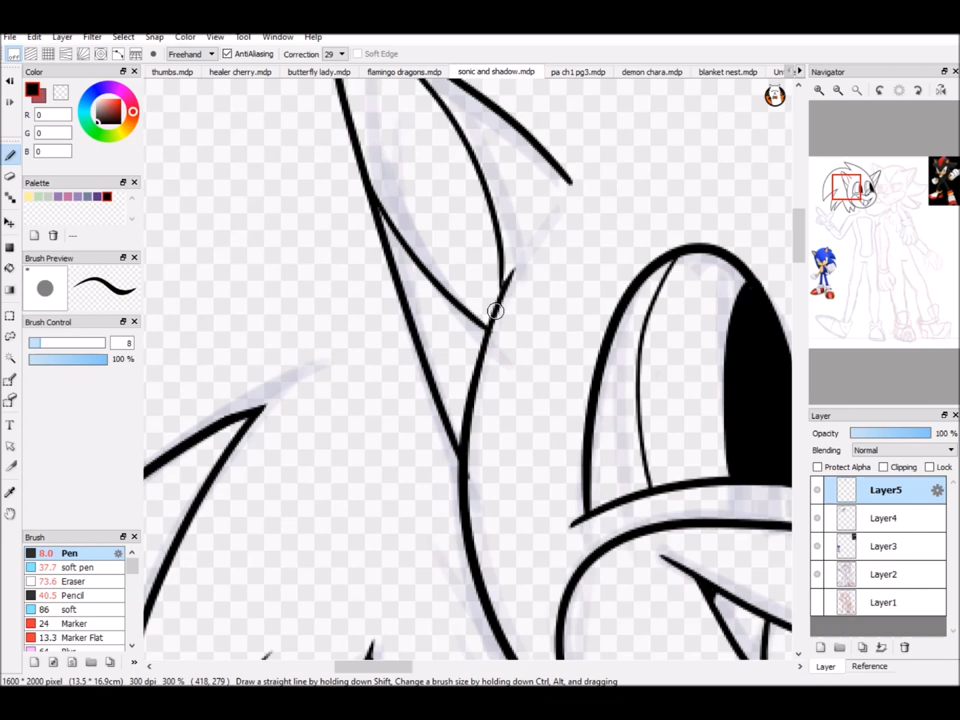 File Edit Layer Filter Select Snap Color View Tool Window Help
Freehand AntiAliasing Correction 29 Soft Edge
Color
thumbs.mdp healer cherry.mdp butterfly lady.mdp flamingo dragons.mdp sonic and shadow.mdp pa ch1 pg3.mdp demon chara.mdp blanket nest.mdp
Navigator
R 0
G 0
B 0
Palette
---
Brush Preview
Brush Control
8
100 %
Layer
Opacity 100 %
Blending Normal
Protect Alpha Clipping Lock
Layer5
Layer4
Layer3
Layer2
Layer1
Brush
8.0 Pen
37.7 soft pen
73.6 Eraser
40.5 Pencil
86 soft
24 Marker
13.3 Marker Flat
Layer Reference
1600 * 2000 pixel (13.5 * 16.9cm) 300 dpi 300 % ( 418, 279 ) Draw a straight line by holding down Shift, Change a brush size by holding down Ctrl, Alt, and dragging